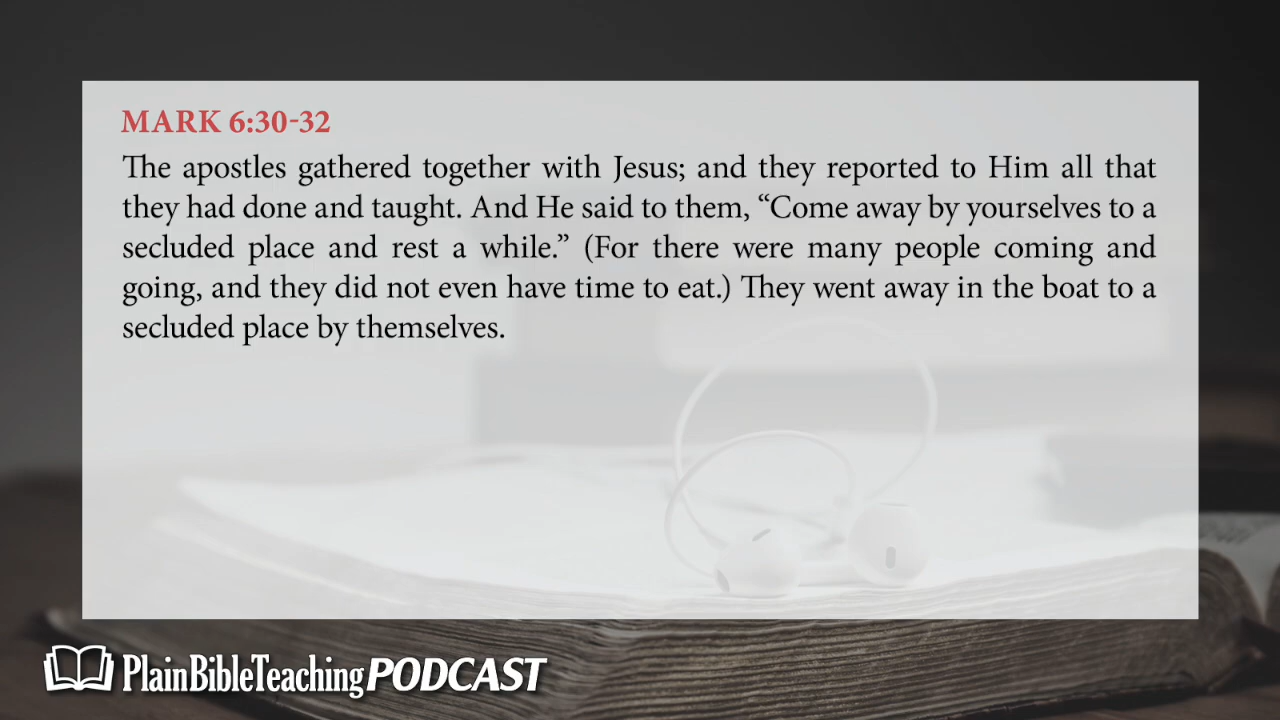 MARK 6:30-32
The apostles gathered together with Jesus; and they reported to Him all that
they had done and taught. And He said to them, “Come away by yourselves to a
secluded place and rest a while.” (For there were many people coming and
going, and they did not even have time to eat.) They went away in the boat to a
secluded place by themselves.
PlainBibleTeaching PODCAST